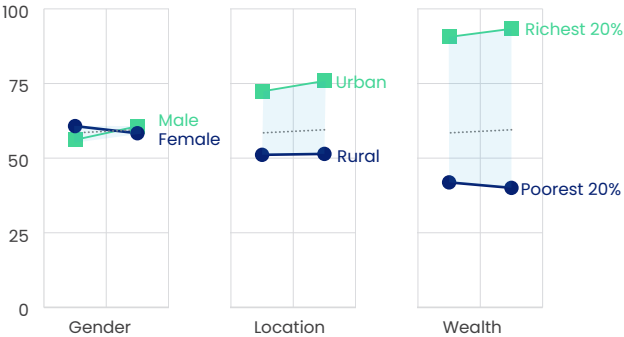 100
75
50
25
0
Male
Female
Gender
Urban
Rural
Location
Richest 20%
Poorest 20%
Wealth